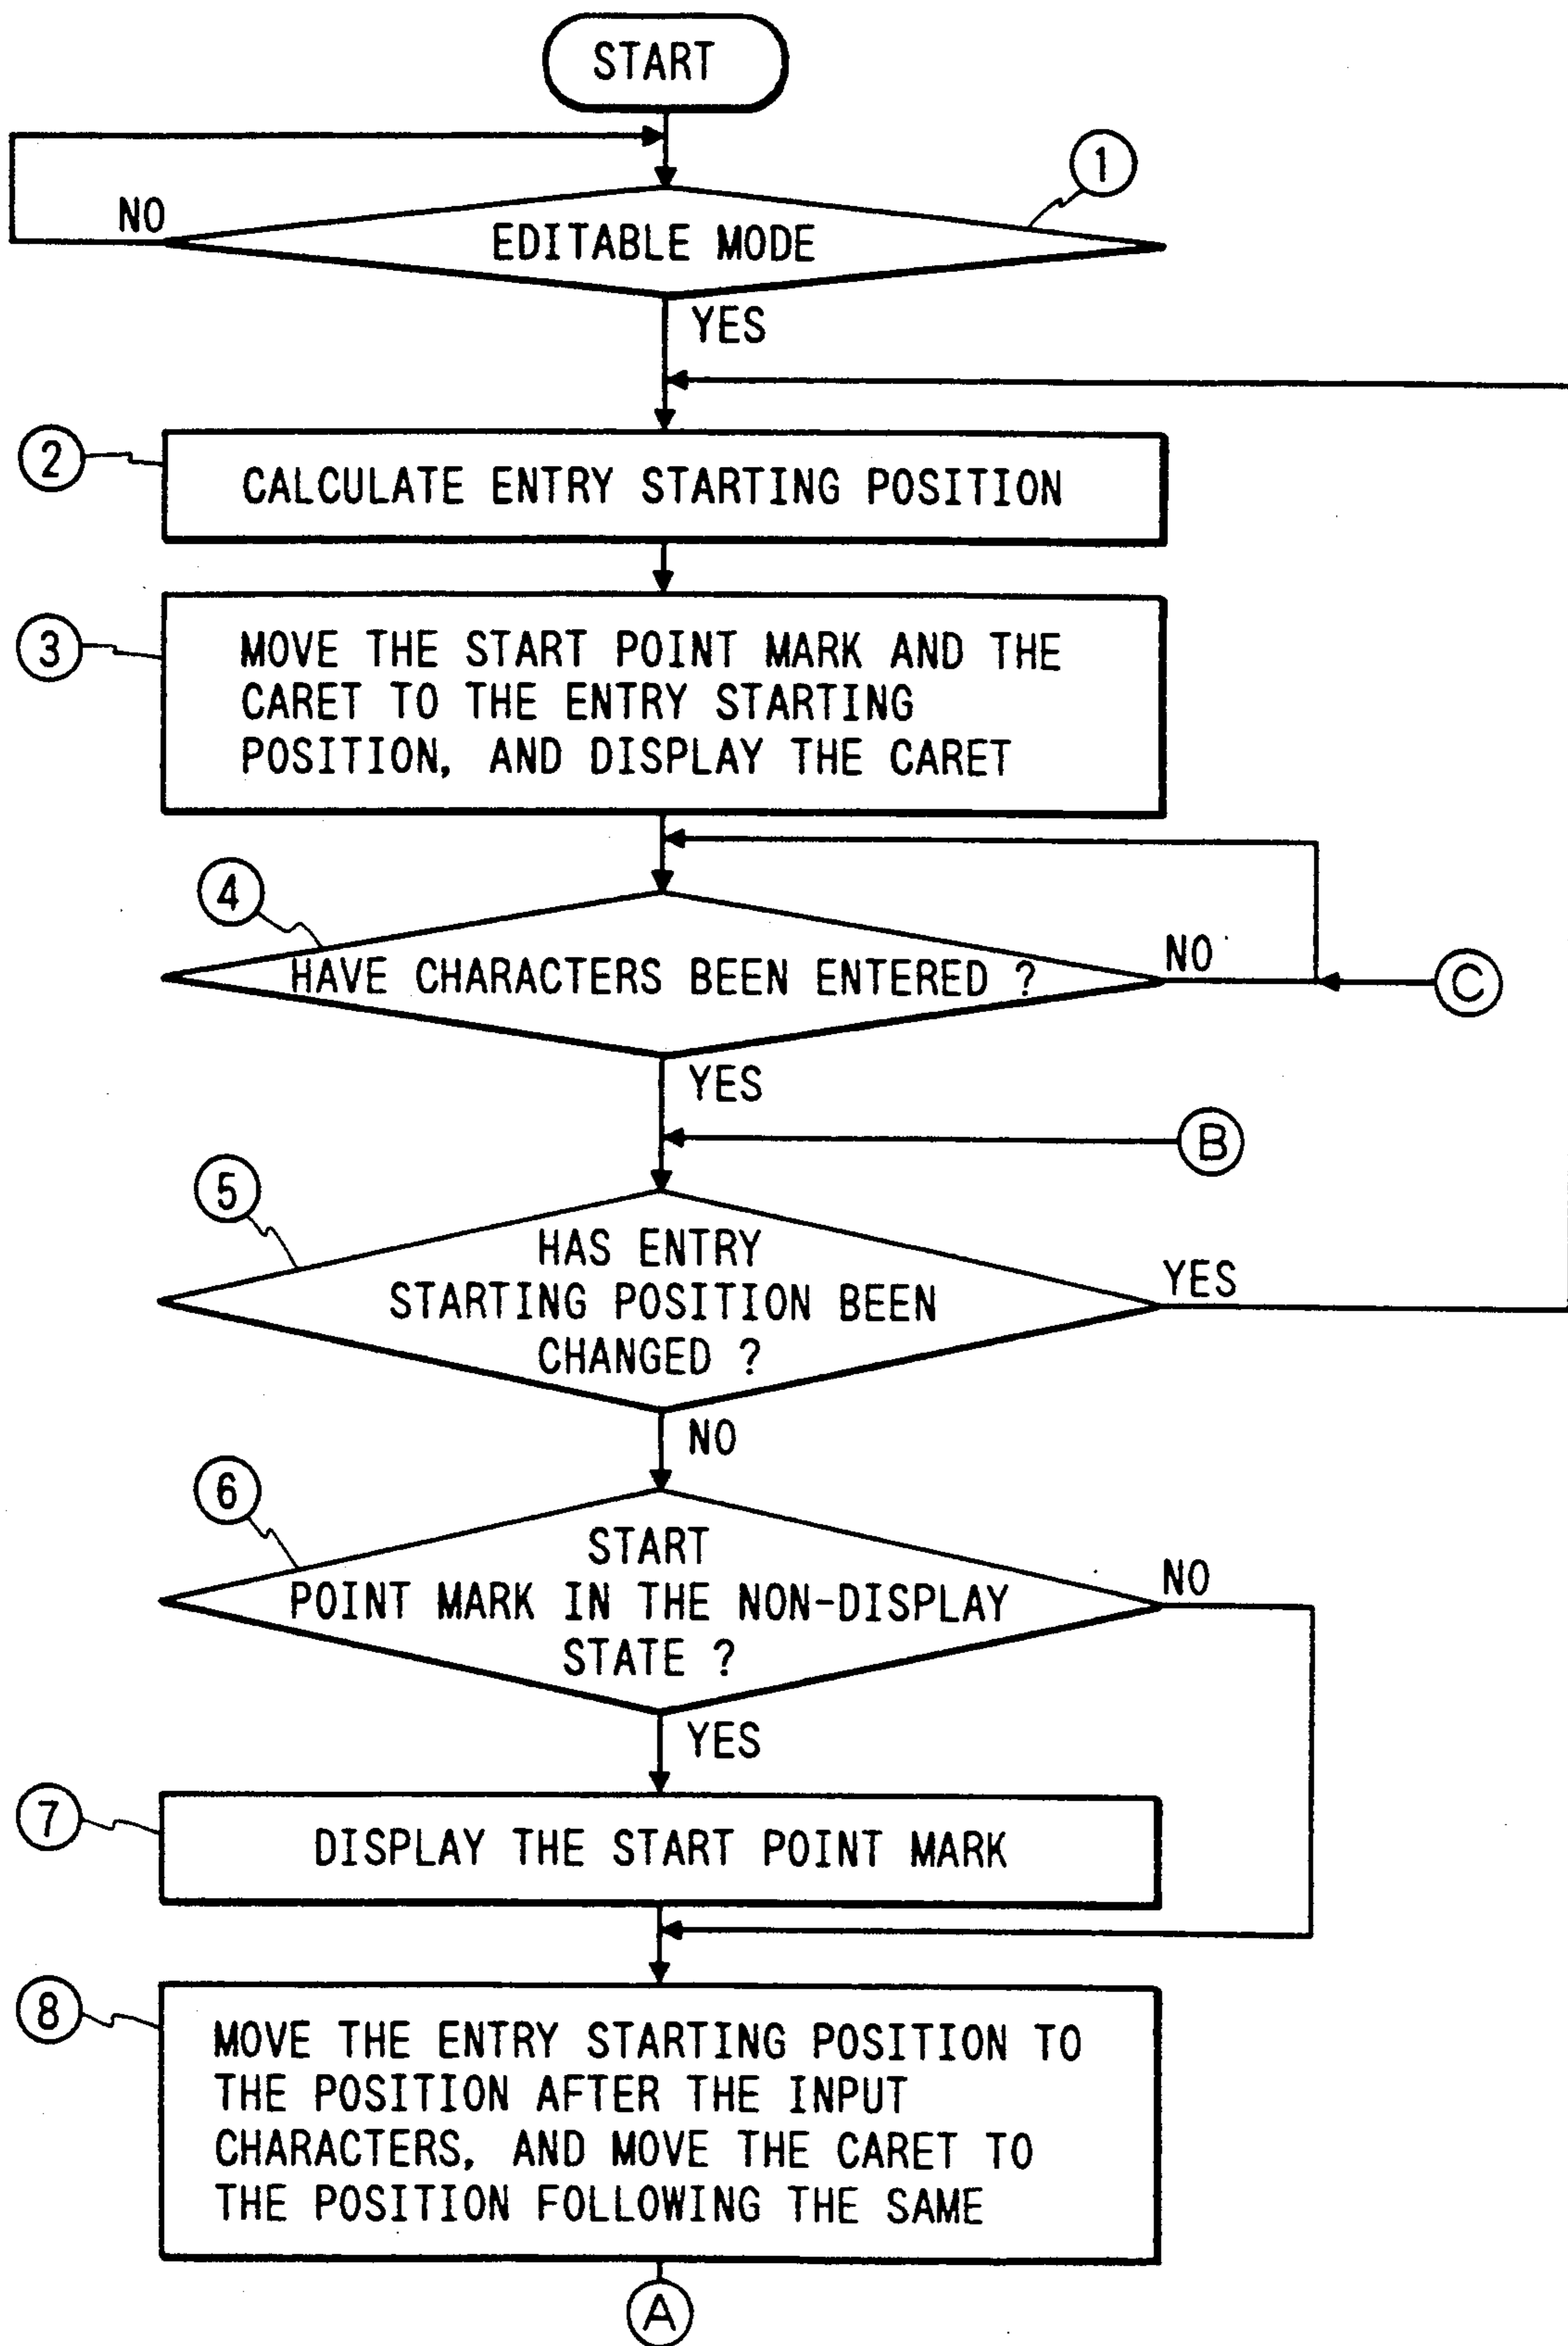 START
1
NO
EDITABLE MODE
YES
2
CALCULATE ENTRY STARTING POSITION
3
MOVE THE START POINT MARK AND THE
CARET TO THE ENTRY STARTING
POSITION, AND DISPLAY THE CARET
4
HAVE CHARACTERS BEEN ENTERED ?
NO
C
YES
B
5
HAS ENTRY
STARTING POSITION BEEN
CHANGED ?
YES
NO
6
START
POINT MARK IN THE NON-DISPLAY
STATE ?
NO
YES
7
DISPLAY THE START POINT MARK
8
MOVE THE ENTRY STARTING POSITION TO
THE POSITION AFTER THE INPUT
CHARACTERS, AND MOVE THE CARET TO
THE POSITION FOLLOWING THE SAME
A